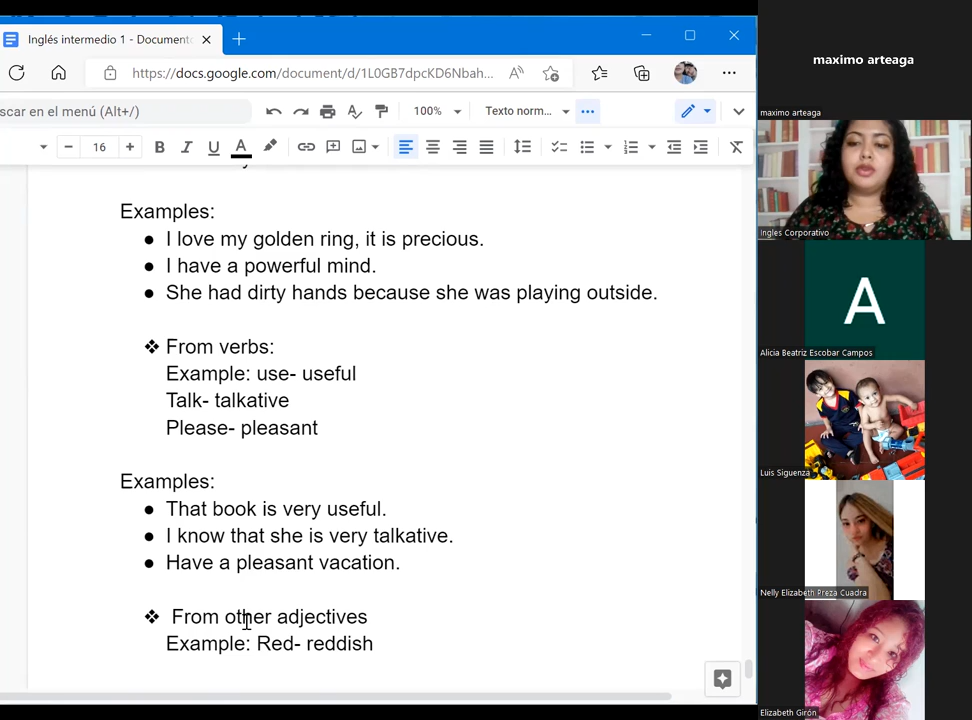 Inglés intermedio 1 - Documento
https://docs.google.com/document/d/1L0GB7dpcKD6Nbah...
scar en el menú (Alt+/)
100%
Texto norm...
16
Examples:
● I love my golden ring, it is precious.
● I have a powerful mind.
● She had dirty hands because she was playing outside.
❖ From verbs:
Example: use- useful
Talk- talkative
Please- pleasant
Examples:
● That book is very useful.
● I know that she is very talkative.
● Have a pleasant vacation.
❖ From other adjectives
Example: Red- reddish
maximo arteaga
maximo arteaga
Ingles Corporativo
A
Alicia Beatriz Escobar Campos
Luis Siguenza
Nelly Elizabeth Preza Cuadra
Elizabeth Girón